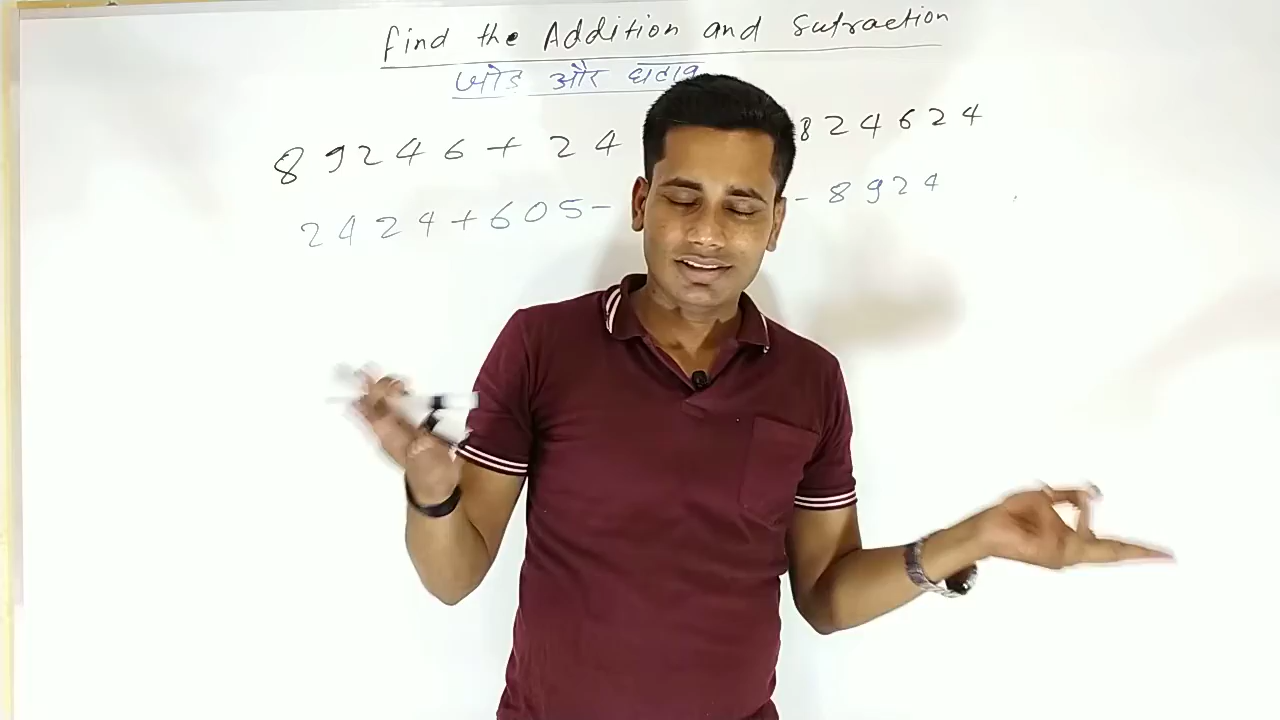 Find the Addition and Sutraction
जोड़ और घटाव
89246 + 24 824624
2424 + 605 - - 8924